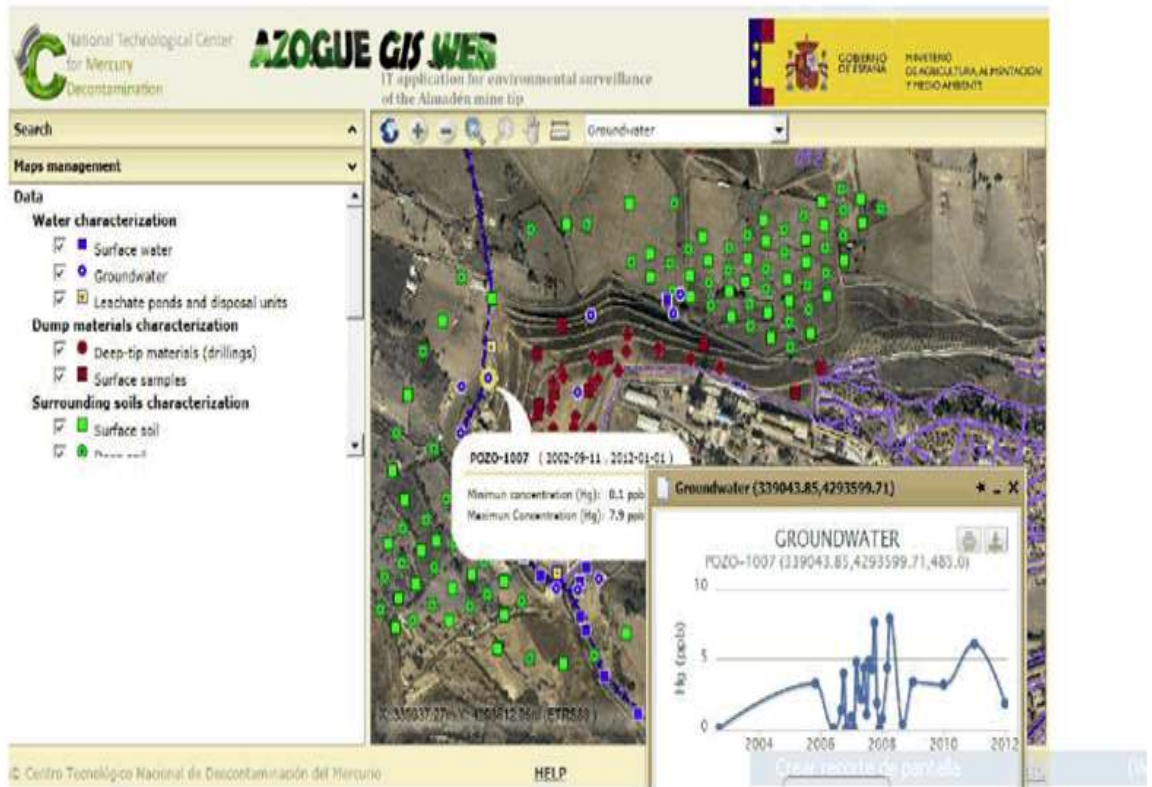 National Technological Center
for Mercury
Decontamination
AZOGUE GIS WEB
IT application for environmental surveillance
of the Almadén mine tip
GOBIERNO
DE ESPAÑA
MINISTERIO
DE AGRICULTURA, ALIMENTACIÓN
Y MEDIO AMBIENTE
Search
Groundwater
Maps management
Data
Water characterization
Surface water
Groundwater
Leachate ponds and disposal units
Dump materials characterization
Deep-tip materials (drillings)
Surface samples
Surrounding soils characterization
Surface soil
POZO-1007 ( 2002-09-11 , 2012-01-01 )
Minimun concentration (Hg): 0.1 ppb
Maximun Concentration (Hg): 7.9 ppb
Groundwater (339043.85,4293599.71)
GROUNDWATER
POZO-1007 (339043.85,4293599.71,485.0)
Hg (ppb)
10
5
0
2004 2006 2008 2010 2012
© Centro Tecnológico Nacional de Descontaminación del Mercurio
HELP
Crear recorte de pantalla